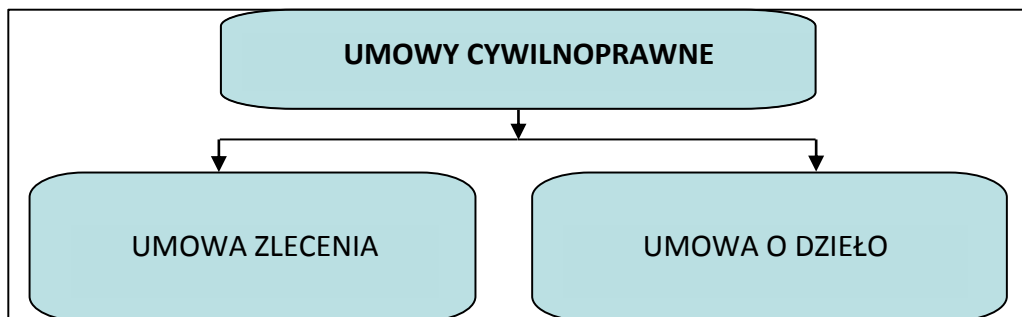 UMOWY CYWILNOPRAWNE
UMOWA ZLECENIA
UMOWA O DZIEŁO